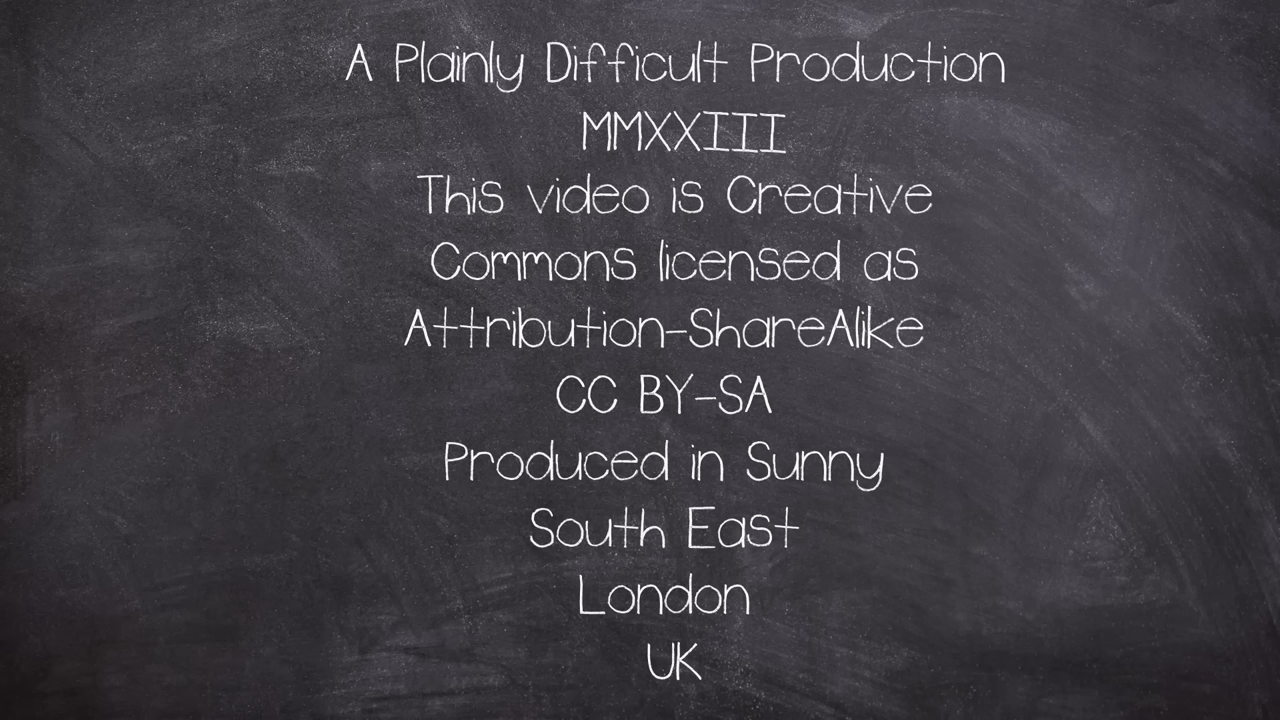 A Plainly Difficult Production
MMXXIII
This video is Creative
Commons licensed as
Attribution-ShareAlike
CC BY-SA
Produced in Sunny
South East
London
UK